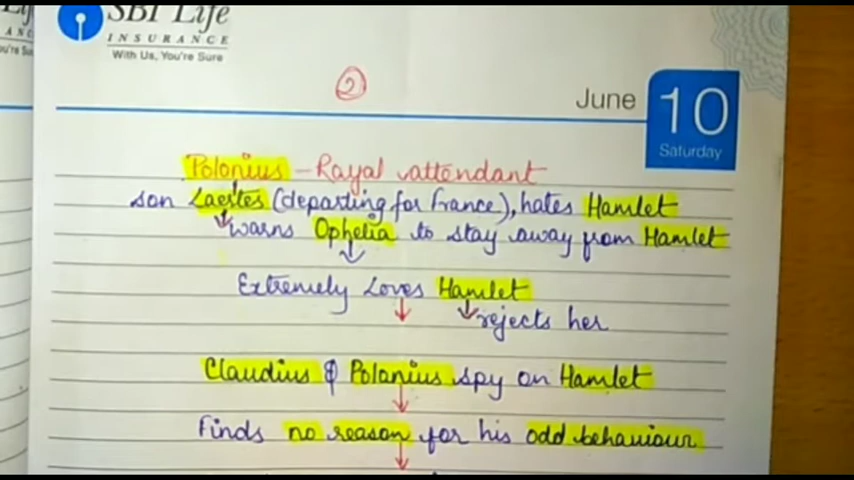 SBI Life
INSURANCE
With Us, You're Sure
2
June 10
Saturday
Polonius - Royal attendant
son Laertes (departing for France), hates Hamlet
warns Ophelia to stay away from Hamlet
Extremely Loves Hamlet
rejects her
Claudius & Polonius spy on Hamlet
Finds no reason for his odd behaviour